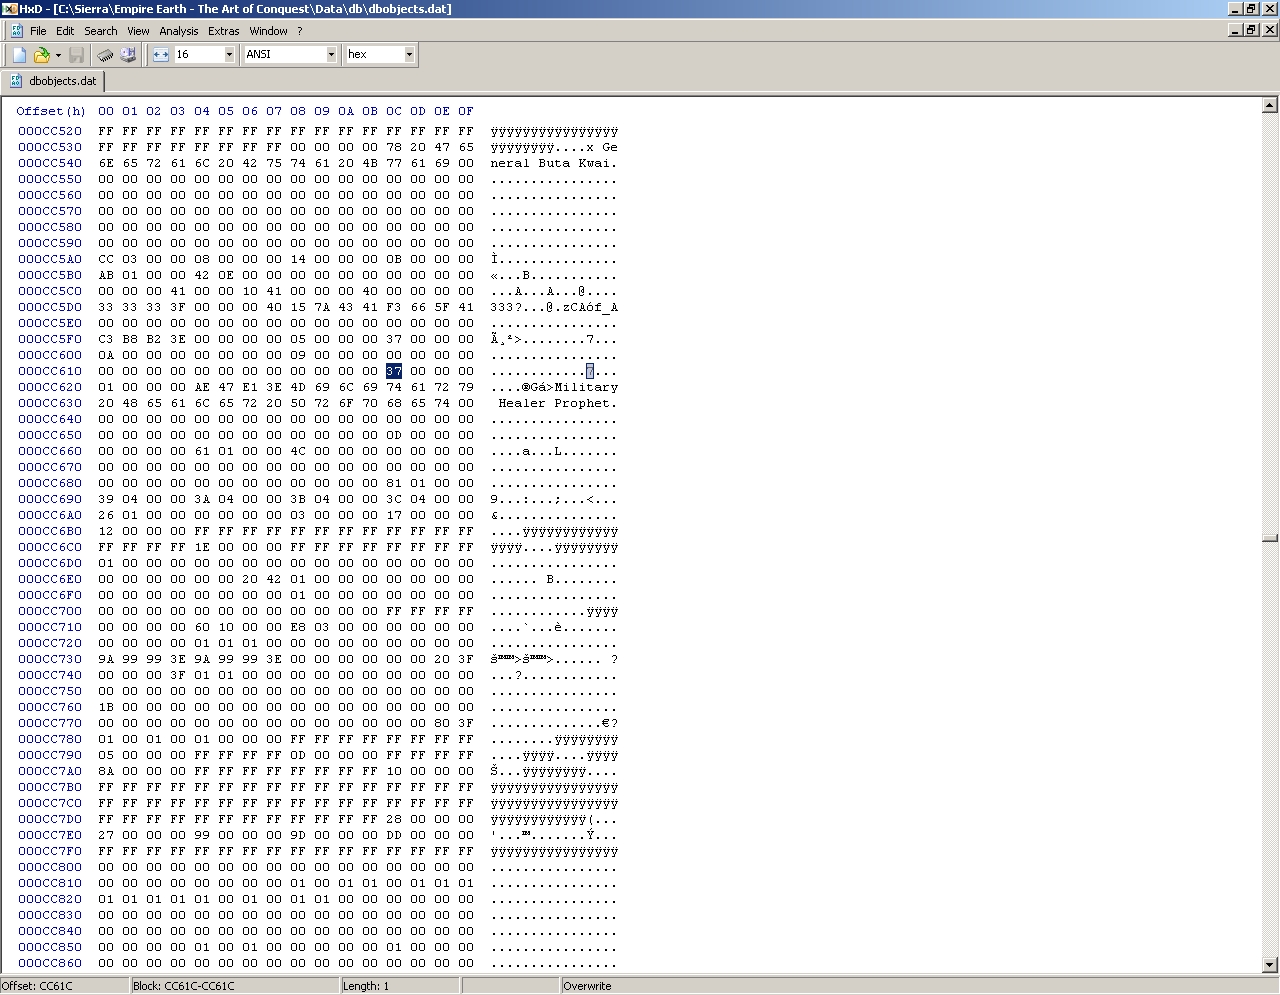 HxD - [C:\Sierra\Empire Earth - The Art of Conquest\Data\db\dbobjects.dat]
File Edit Search View Analysis Extras Window ?
16 ANSI hex
dbobjects.dat
Offset(h) 00 01 02 03 04 05 06 07 08 09 0A 0B 0C 0D 0E 0F
000CC520 FF FF FF FF FF FF FF FF FF FF FF FF FF FF FF FF ÿÿÿÿÿÿÿÿÿÿÿÿÿÿÿÿ
000CC530 FF FF FF FF FF FF FF FF 00 00 00 00 78 20 47 65 ÿÿÿÿÿÿÿÿ....x Ge
000CC540 6E 65 72 61 6C 20 42 75 74 61 20 4B 77 61 69 00 neral Buta Kwai.
000CC550 00 00 00 00 00 00 00 00 00 00 00 00 00 00 00 00 ................
000CC560 00 00 00 00 00 00 00 00 00 00 00 00 00 00 00 00 ................
000CC570 00 00 00 00 00 00 00 00 00 00 00 00 00 00 00 00 ................
000CC580 00 00 00 00 00 00 00 00 00 00 00 00 00 00 00 00 ................
000CC590 00 00 00 00 00 00 00 00 00 00 00 00 00 00 00 00 ................
000CC5A0 CC 03 00 00 08 00 00 00 14 00 00 00 0B 00 00 00 Ì...............
000CC5B0 AB 01 00 00 42 0E 00 00 00 00 00 00 00 00 00 00 «...B...........
000CC5C0 00 00 00 41 00 00 10 41 00 00 00 40 00 00 00 00 ...A...A...@....
000CC5D0 33 33 33 3F 00 00 00 40 15 7A 43 41 F3 66 5F 41 333?...@.zCAóf_A
000CC5E0 00 00 00 00 00 00 00 00 00 00 00 00 00 00 00 00 ................
000CC5F0 C3 B8 B2 3E 00 00 00 00 05 00 00 00 37 00 00 00 Ã¸²>........7...
000CC600 0A 00 00 00 00 00 00 00 09 00 00 00 00 00 00 00 ................
000CC610 00 00 00 00 00 00 00 00 00 00 00 00 37 00 00 00 ............7...
000CC620 01 00 00 00 AE 47 E1 3E 4D 69 6C 69 74 61 72 79 ....®Gá>Military
000CC630 20 48 65 61 6C 65 72 20 50 72 6F 70 68 65 74 00  Healer Prophet.
000CC640 00 00 00 00 00 00 00 00 00 00 00 00 00 00 00 00 ................
000CC650 00 00 00 00 00 00 00 00 00 00 00 00 0D 00 00 00 ................
000CC660 00 00 00 00 61 01 00 00 4C 00 00 00 00 00 00 00 ....a...L.......
000CC670 00 00 00 00 00 00 00 00 00 00 00 00 00 00 00 00 ................
000CC680 00 00 00 00 00 00 00 00 00 00 00 00 81 01 00 00 ................
000CC690 39 04 00 00 3A 04 00 00 3B 04 00 00 3C 04 00 00 9...:...;...<...
000CC6A0 26 01 00 00 00 00 00 00 03 00 00 00 17 00 00 00 &...............
000CC6B0 12 00 00 00 FF FF FF FF FF FF FF FF FF FF FF FF ....ÿÿÿÿÿÿÿÿÿÿÿÿ
000CC6C0 FF FF FF FF 1E 00 00 00 FF FF FF FF FF FF FF FF ÿÿÿÿ....ÿÿÿÿÿÿÿÿ
000CC6D0 01 00 00 00 00 00 00 00 00 00 00 00 00 00 00 00 ................
000CC6E0 00 00 00 00 00 00 20 42 01 00 00 00 00 00 00 00 ...... B........
000CC6F0 00 00 00 00 00 00 00 00 01 00 00 00 00 00 00 00 ................
000CC700 00 00 00 00 00 00 00 00 00 00 00 00 FF FF FF FF ............ÿÿÿÿ
000CC710 00 00 00 00 60 10 00 00 E8 03 00 00 00 00 00 00 ....`...è.......
000CC720 00 00 00 00 01 01 01 00 00 00 00 00 00 00 00 00 ................
000CC730 9A 99 99 3E 9A 99 99 3E 00 00 00 00 00 00 20 3F š™™>š™™>...... ?
000CC740 00 00 00 3F 01 01 00 00 00 00 00 00 00 00 00 00 ...?............
000CC750 00 00 00 00 00 00 00 00 00 00 00 00 00 00 00 00 ................
000CC760 1B 00 00 00 00 00 00 00 00 00 00 00 00 00 00 00 ................
000CC770 00 00 00 00 00 00 00 00 00 00 00 00 00 00 80 3F ..............€?
000CC780 01 00 01 00 01 00 00 00 FF FF FF FF FF FF FF FF ........ÿÿÿÿÿÿÿÿ
000CC790 05 00 00 00 FF FF FF FF 0D 00 00 00 FF FF FF FF ....ÿÿÿÿ....ÿÿÿÿ
000CC7A0 8A 00 00 00 FF FF FF FF FF FF FF FF 10 00 00 00 Š...ÿÿÿÿÿÿÿÿ....
000CC7B0 FF FF FF FF FF FF FF FF FF FF FF FF FF FF FF FF ÿÿÿÿÿÿÿÿÿÿÿÿÿÿÿÿ
000CC7C0 FF FF FF FF FF FF FF FF FF FF FF FF FF FF FF FF ÿÿÿÿÿÿÿÿÿÿÿÿÿÿÿÿ
000CC7D0 FF FF FF FF FF FF FF FF FF FF FF FF 28 00 00 00 ÿÿÿÿÿÿÿÿÿÿÿÿ(...
000CC7E0 27 00 00 00 99 00 00 00 9D 00 00 00 DD 00 00 00 '...™.......Ý...
000CC7F0 FF FF FF FF FF FF FF FF FF FF FF FF FF FF FF FF ÿÿÿÿÿÿÿÿÿÿÿÿÿÿÿÿ
000CC800 00 00 00 00 00 00 00 00 00 00 00 00 00 00 00 00 ................
000CC810 00 00 00 00 00 00 00 00 01 00 01 01 00 01 01 01 ................
000CC820 01 01 01 01 01 00 01 00 01 01 00 00 00 00 00 00 ................
000CC830 00 00 00 00 00 00 00 00 00 00 00 00 00 00 00 00 ................
000CC840 00 00 00 00 00 00 00 00 00 00 00 00 00 00 00 00 ................
000CC850 00 00 00 00 01 00 01 00 00 00 00 00 01 00 00 00 ................
000CC860 00 00 00 00 00 00 00 00 00 00 00 00 00 00 00 00 ................
Offset: CC61C Block: CC61C-CC61C Length: 1 Overwrite